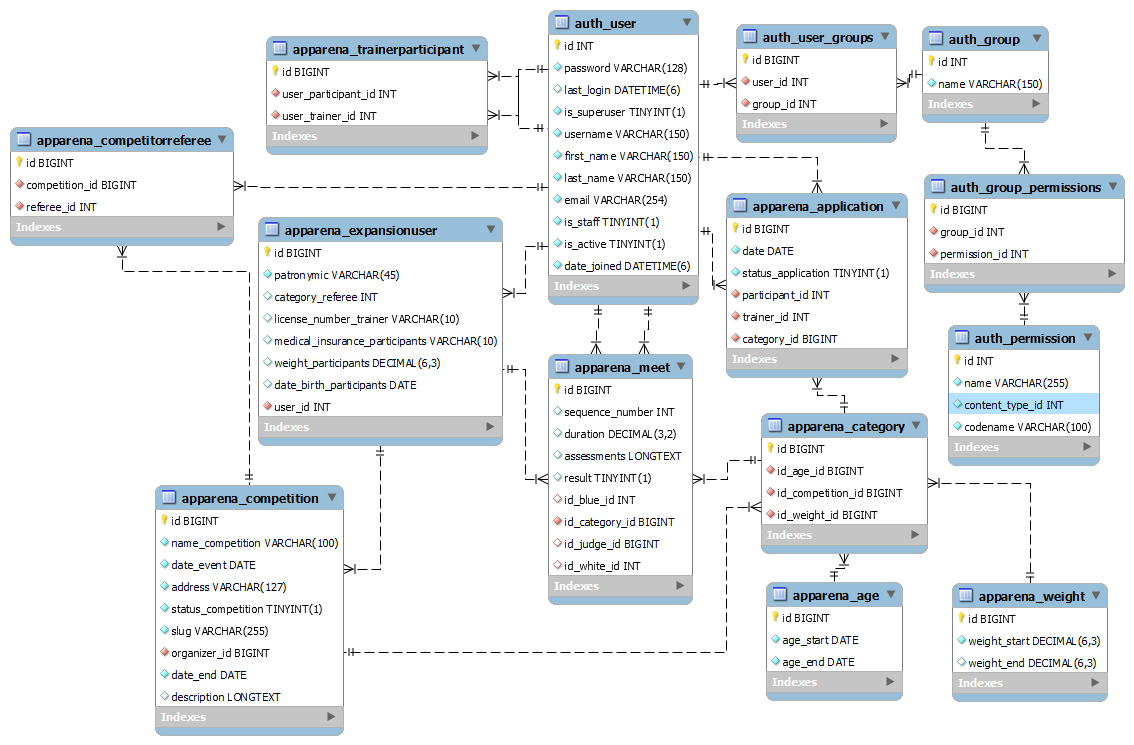 apparena_trainerparticipant
id BIGINT
user_participant_id INT
user_trainer_id INT
Indexes
auth_user
id INT
password VARCHAR(128)
last_login DATETIME(6)
is_superuser TINYINT(1)
username VARCHAR(150)
first_name VARCHAR(150)
last_name VARCHAR(150)
email VARCHAR(254)
is_staff TINYINT(1)
is_active TINYINT(1)
date_joined DATETIME(6)
Indexes
auth_user_groups
id BIGINT
user_id INT
group_id INT
Indexes
auth_group
id INT
name VARCHAR(150)
Indexes
apparena_competitorreferee
id BIGINT
competition_id BIGINT
referee_id INT
Indexes
apparena_expansionuser
id BIGINT
patronymic VARCHAR(45)
category_referee INT
license_number_trainer VARCHAR(10)
medical_insurance_participants VARCHAR(10)
weight_participants DECIMAL(6,3)
date_birth_participants DATE
user_id INT
Indexes
apparena_application
id BIGINT
date DATE
status_application TINYINT(1)
participant_id INT
trainer_id INT
category_id BIGINT
Indexes
auth_group_permissions
id BIGINT
group_id INT
permission_id INT
Indexes
auth_permission
id INT
name VARCHAR(255)
content_type_id INT
codename VARCHAR(100)
Indexes
apparena_meet
id BIGINT
sequence_number INT
duration DECIMAL(3,2)
assessments LONGTEXT
result TINYINT(1)
id_blue_id INT
id_category_id BIGINT
id_judge_id BIGINT
id_white_id INT
Indexes
apparena_category
id BIGINT
id_age_id BIGINT
id_competition_id BIGINT
id_weight_id BIGINT
Indexes
apparena_competition
id BIGINT
name_competition VARCHAR(100)
date_event DATE
address VARCHAR(127)
status_competition TINYINT(1)
slug VARCHAR(255)
organizer_id BIGINT
date_end DATE
description LONGTEXT
Indexes
apparena_age
id BIGINT
age_start DATE
age_end DATE
Indexes
apparena_weight
id BIGINT
weight_start DECIMAL(6,3)
weight_end DECIMAL(6,3)
Indexes